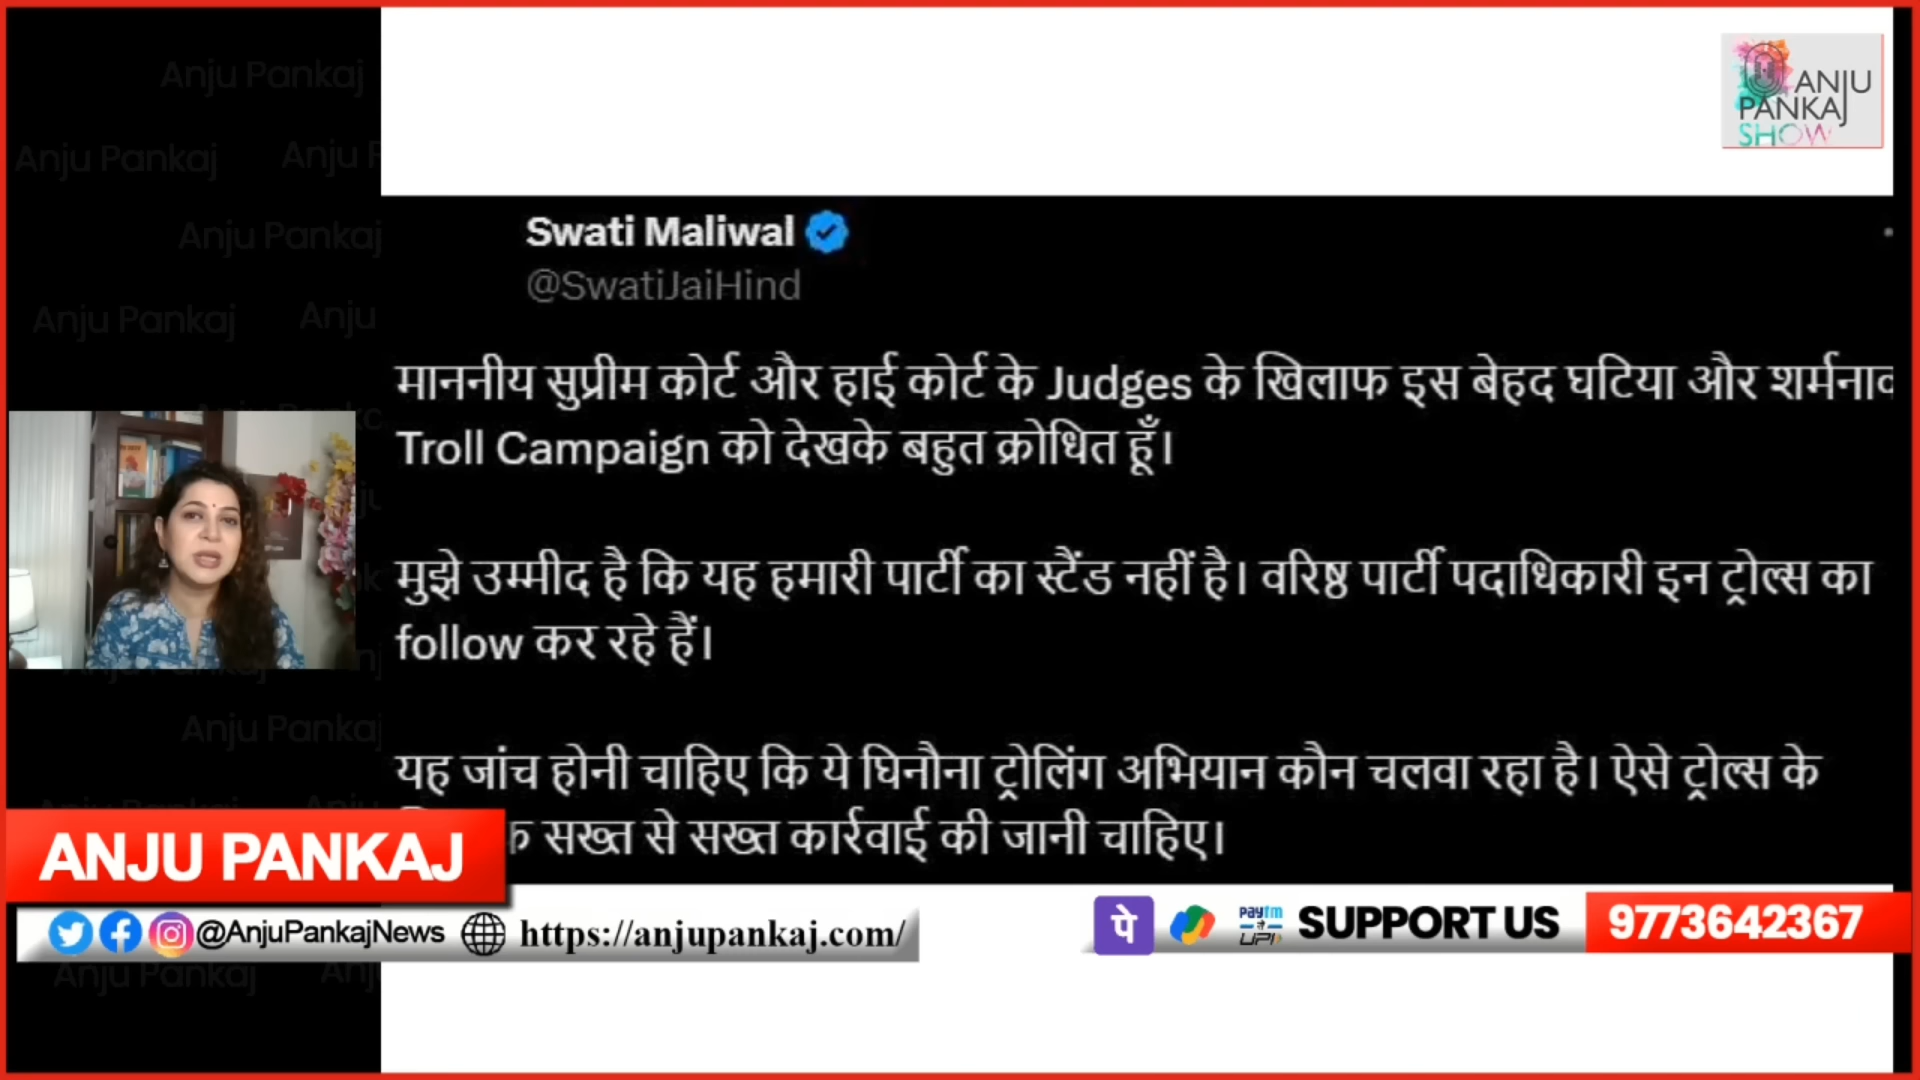 Anju Pankaj
Anju Pankaj Anju
Anju Pankaj
Anju Pankaj Anju
ANJU
PANKAJ
SHOW
Swati Maliwal
@SwatiJaiHind
माननीय सुप्रीम कोर्ट और हाई कोर्ट के Judges के खिलाफ इस बेहद घटिया और
Troll Campaign को देखके बहुत क्रोधित हूँ।
मुझे उम्मीद है कि यह हमारी पार्टी का स्टैंड नहीं है। वरिष्ठ पार्टी पदाधिकारी इन ट्रोल्स का
follow कर रहे हैं।
यह जांच होनी चाहिए कि ये घिनौना ट्रोलिंग अभियान कौन चलवा रहा है। ऐसे ट्रोल्स के
सख्त से सख्त कार्रवाई की जानी चाहिए।
Anju Pankaj
ANJU PANKAJ
@AnjuPankajNews https://anjupankaj.com/
पे Paytm से UPI SUPPORT US 9773642367
Anju Pankaj